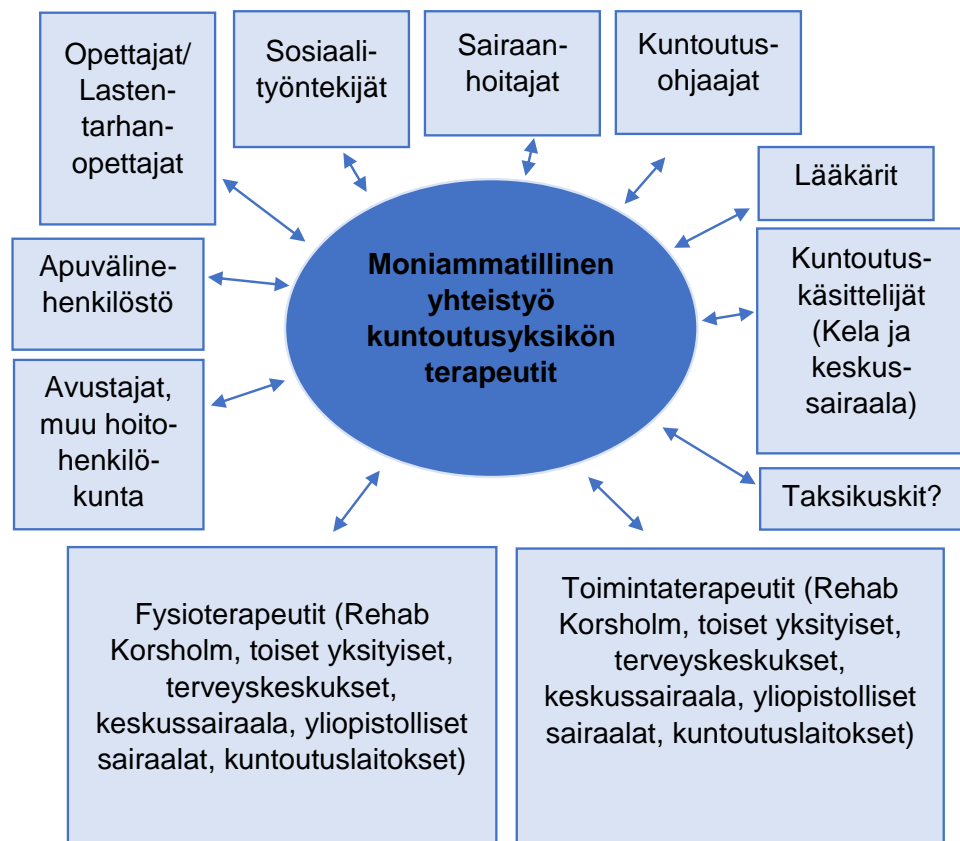 Opettajat/
Lasten-
tarhan-
opettajat
Sosiaali-
työntekijät
Sairaan-
hoitajat
Kuntoutus-
ohjaajat
Lääkärit
Apuväline-
henkilöstö
Moniammatillinen
yhteistyö
kuntoutusyksikön
terapeutit
Kuntoutus-
käsittelijät
(Kela ja
keskus-
sairaala)
Avustajat,
muu hoito-
henkilö-
kunta
Taksikuskit?
Fysioterapeutit (Rehab
Korsholm, toiset yksityiset,
terveyskeskukset,
keskussairaala, yliopistolliset
sairaalat, kuntoutuslaitokset)
Toimintaterapeutit (Rehab
Korsholm, toiset yksityiset,
terveyskeskukset,
keskussairaala, yliopistolliset
sairaalat, kuntoutuslaitokset)